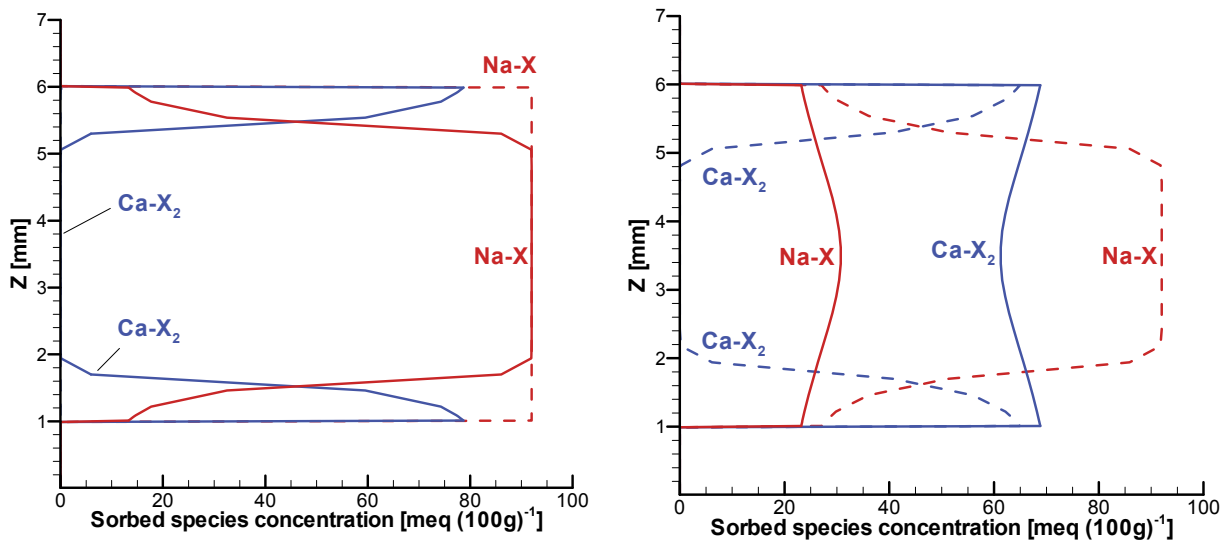 7
6
5
4
3
2
1
Z [mm]
Na-X
Ca-X₂
Na-X
Ca-X₂
0 20 40 60 80 100
Sorbed species concentration [meq (100g)⁻¹]
7
6
5
4
3
2
1
Z [mm]
Ca-X₂
Na-X
Ca-X₂
Na-X
Ca-X₂
0 20 40 60 80 100
Sorbed species concentration [meq (100g)⁻¹]